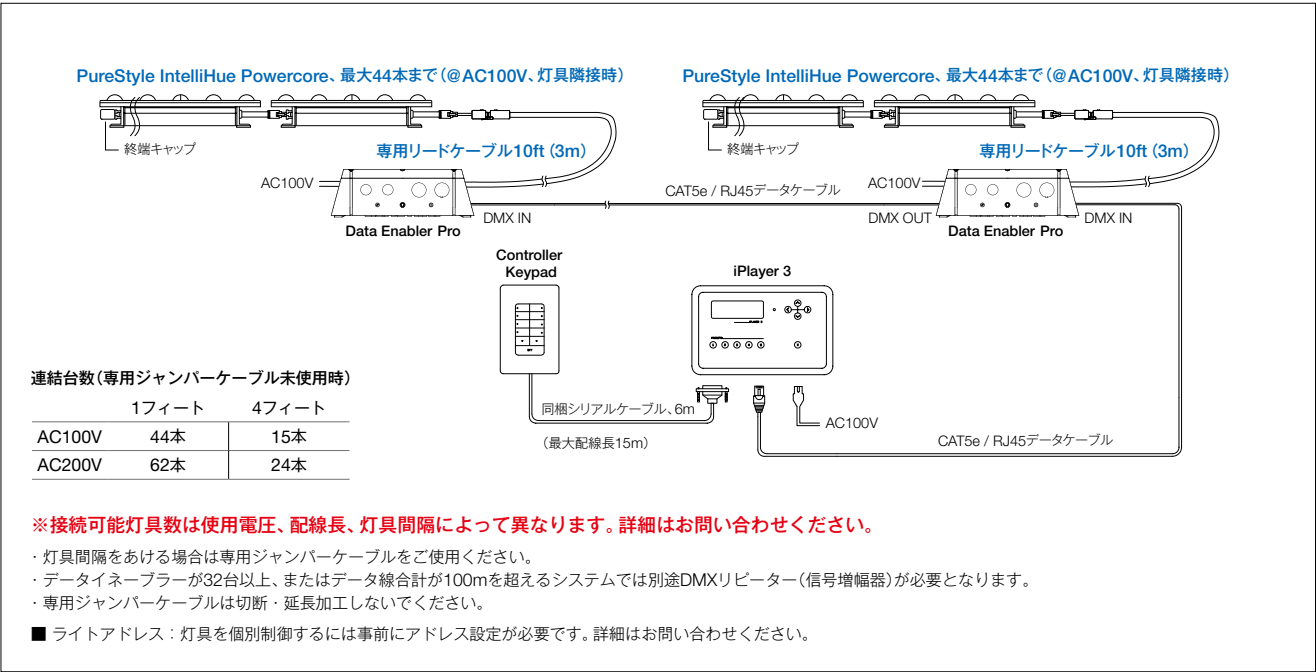 PureStyle IntelliHue Powercore、最大44本まで（@AC100V、灯具隣接時）
PureStyle IntelliHue Powercore、最大44本まで（@AC100V、灯具隣接時）
終端キャップ
専用リードケーブル10ft (3m)
終端キャップ
専用リードケーブル10ft (3m)
AC100V
CAT5e / RJ45データケーブル
AC100V
DMX IN
DMX OUT
DMX IN
Data Enabler Pro
Data Enabler Pro
Controller
Keypad
iPlayer 3
同梱シリアルケーブル、6m
（最大配線長15m）
AC100V
CAT5e / RJ45データケーブル
連結台数（専用ジャンパーケーブル未使用時）
1フィート 4フィート
AC100V 44本 15本
AC200V 62本 24本
※接続可能灯具数は使用電圧、配線長、灯具間隔によって異なります。詳細はお問い合わせください。
・灯具間隔をあける場合は専用ジャンパーケーブルをご使用ください。
・データイネーブラーが32台以上、またはデータ線合計が100mを超えるシステムでは別途DMXリピーター（信号増幅器）が必要となります。
・専用ジャンパーケーブルは切断・延長加工しないでください。
■ ライトアドレス：灯具を個別制御するには事前にアドレス設定が必要です。詳細はお問い合わせください。